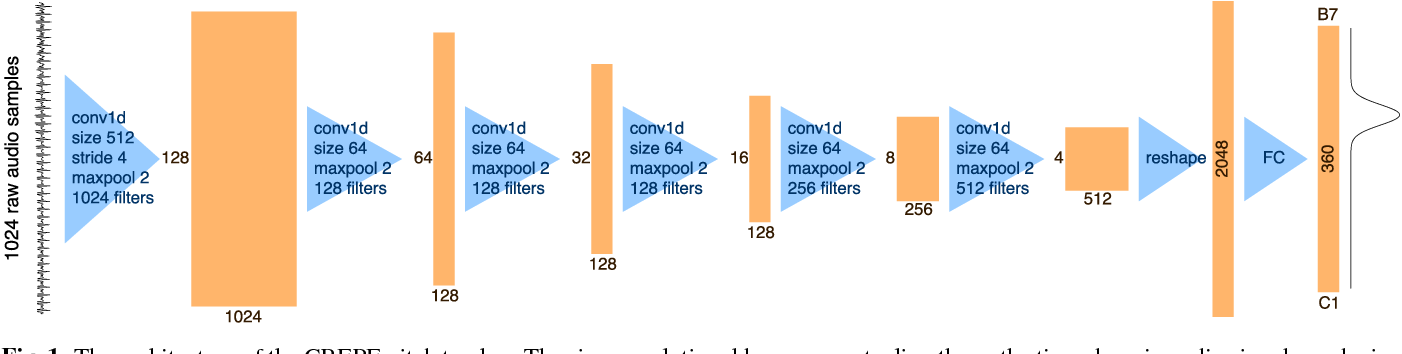 1024 raw audio samples
conv1d
size 512
stride 4
maxpool 2
1024 filters
128
1024
conv1d
size 64
maxpool 2
128 filters
64
128
conv1d
size 64
maxpool 2
128 filters
32
128
conv1d
size 64
maxpool 2
128 filters
16
128
conv1d
size 64
maxpool 2
256 filters
8
256
conv1d
size 64
maxpool 2
512 filters
4
512
reshape
2048
FC
B7
360
C1